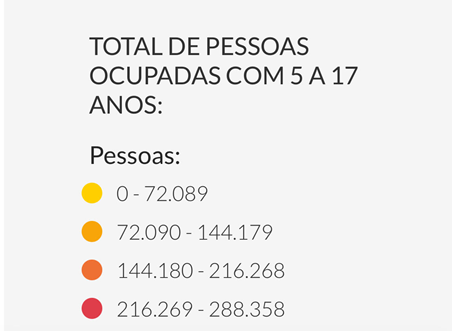 TOTAL DE PESSOAS
OCUPADAS COM 5 A 17
ANOS:
Pessoas:
0 - 72.089
72.090 - 144.179
144.180 - 216.268
216.269 - 288.358